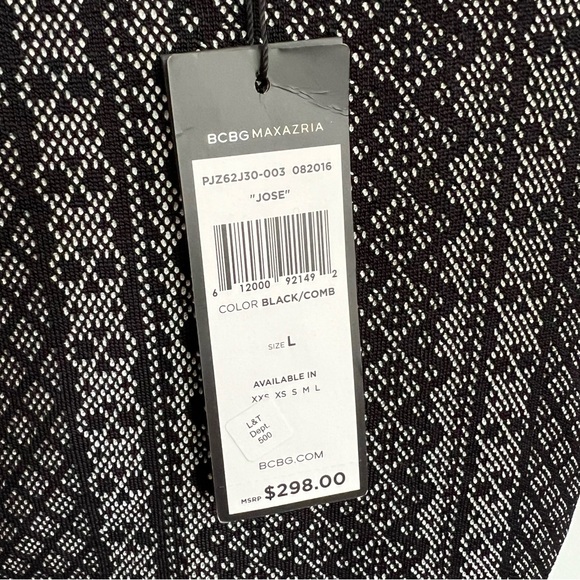 BCBGMAXAZRIA
PJZ62J30-003 082016
"JOSE"
6 12000 92149 2
COLOR BLACK/COMB
SIZE L
AVAILABLE IN
XXS XS S M L
L&T
Dept.
500
BCBG.COM
MSRP $298.00